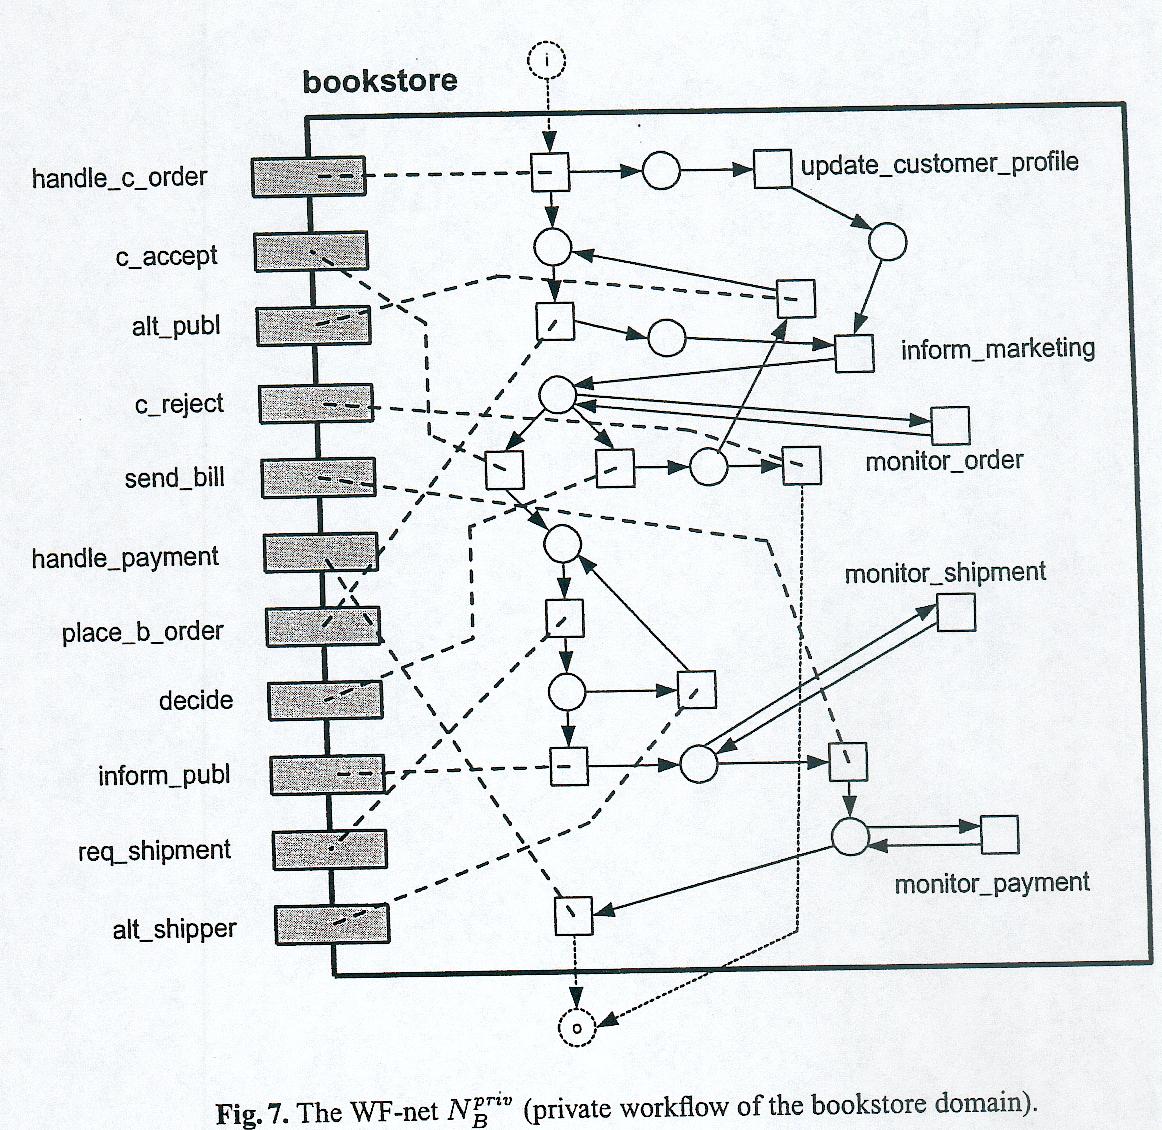 i
bookstore
handle_c_order
update_customer_profile
c_accept
alt_publ
inform_marketing
c_reject
monitor_order
send_bill
handle_payment
monitor_shipment
place_b_order
decide
inform_publ
req_shipment
monitor_payment
alt_shipper
o
Fig. 7. The WF-net N_B^{priv} (private workflow of the bookstore domain).